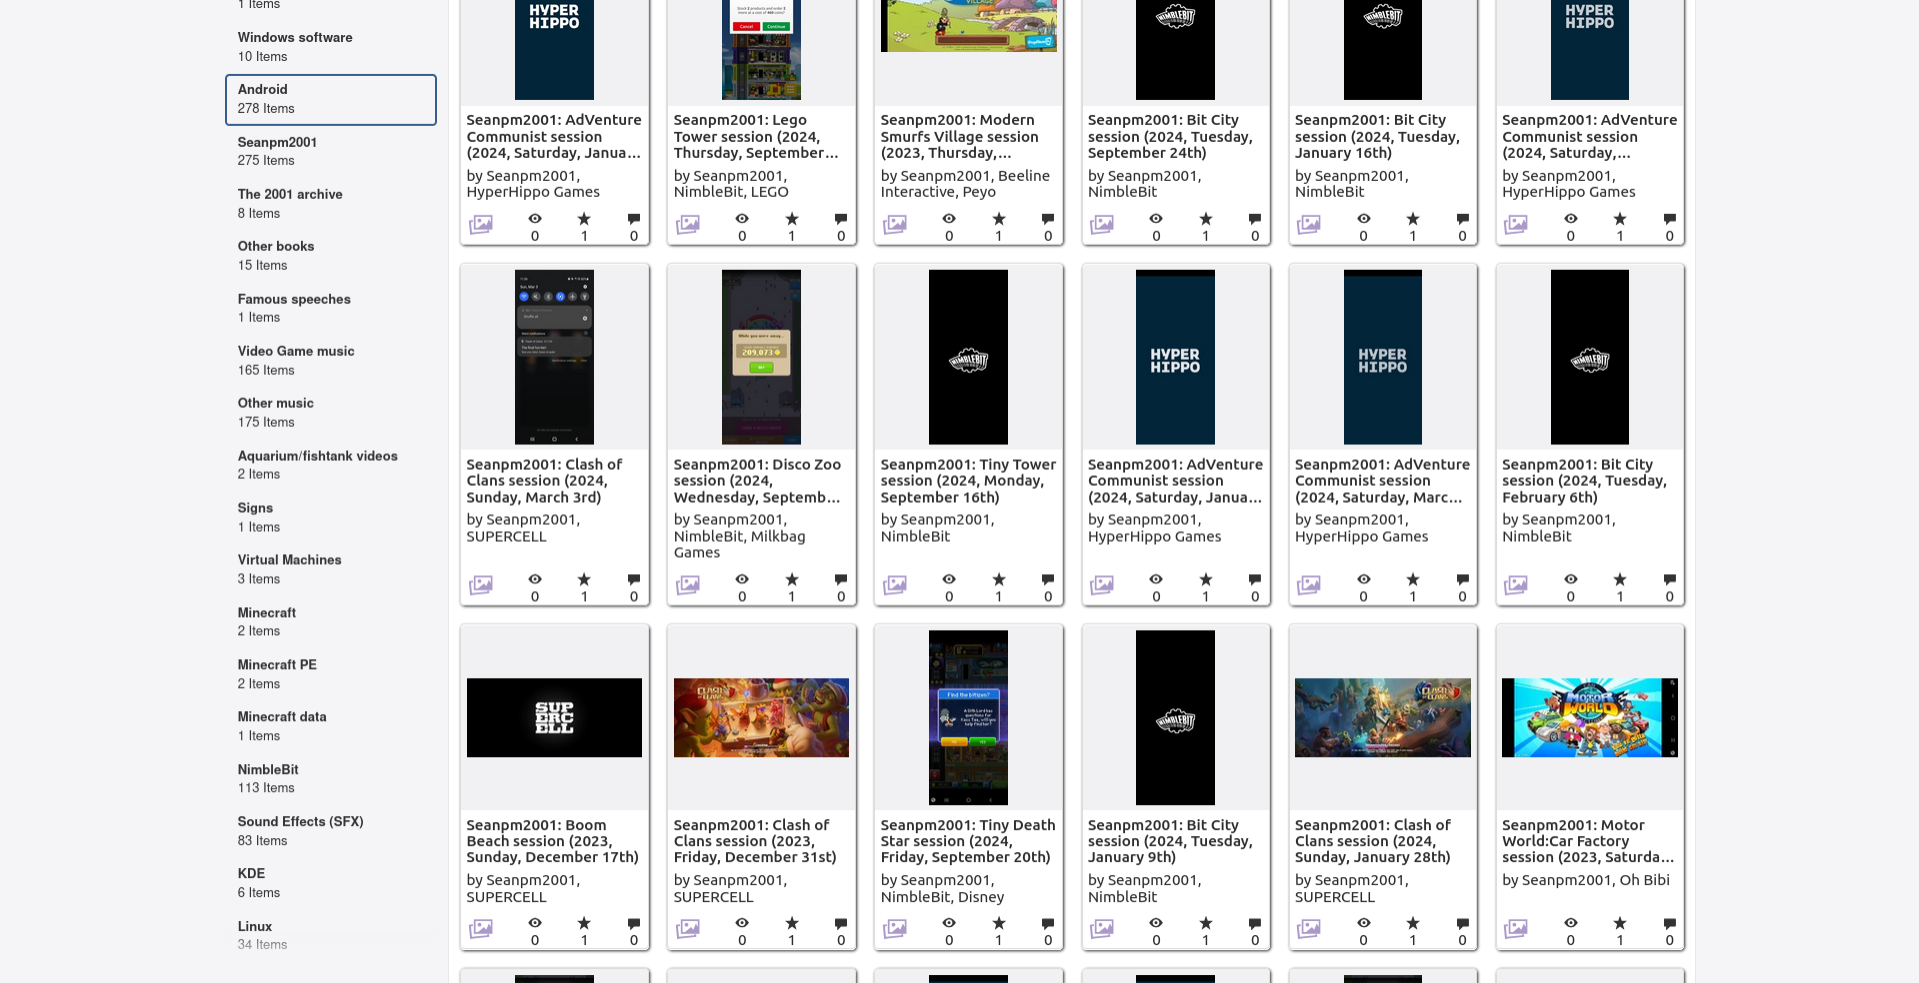 1 Items
Windows software
10 Items
Android
278 Items
Seanpm2001
275 Items
The 2001 archive
8 Items
Other books
15 Items
Famous speeches
1 Items
Video Game music
165 Items
Other music
175 Items
Aquarium/fishtank videos
2 Items
Signs
1 Items
Virtual Machines
3 Items
Minecraft
2 Items
Minecraft PE
2 Items
Minecraft data
1 Items
NimbleBit
113 Items
Sound Effects (SFX)
83 Items
KDE
6 Items
Linux
34 Items
HYPER
HIPPO
Cancel
Continue
VILLAGE
NIMBLEBIT
NIMBLEBIT
HYPER
HIPPO
Seanpm2001: AdVenture
Communist session
(2024, Saturday, Janua...
by Seanpm2001,
HyperHippo Games
0 1 0
Seanpm2001: Lego
Tower session (2024,
Thursday, September...
by Seanpm2001,
NimbleBit, LEGO
0 1 0
Seanpm2001: Modern
Smurfs Village session
(2023, Thursday,...
by Seanpm2001, Beeline
Interactive, Peyo
0 1 0
Seanpm2001: Bit City
session (2024, Tuesday,
September 24th)
by Seanpm2001,
NimbleBit
0 1 0
Seanpm2001: Bit City
session (2024, Tuesday,
January 16th)
by Seanpm2001,
NimbleBit
0 1 0
Seanpm2001: AdVenture
Communist session
(2024, Saturday,...
by Seanpm2001,
HyperHippo Games
0 1 0
Seanpm2001: Clash of
Clans session (2024,
Sunday, March 3rd)
by Seanpm2001,
SUPERCELL
0 1 0
While you were away...
209,073
Seanpm2001: Disco Zoo
session (2024,
Wednesday, Septemb...
by Seanpm2001,
NimbleBit, Milkbag
Games
0 1 0
NIMBLEBIT
Seanpm2001: Tiny Tower
session (2024, Monday,
September 16th)
by Seanpm2001,
NimbleBit
0 1 0
HYPER
HIPPO
Seanpm2001: AdVenture
Communist session
(2024, Saturday, Janua...
by Seanpm2001,
HyperHippo Games
0 1 0
HYPER
HIPPO
Seanpm2001: AdVenture
Communist session
(2024, Saturday, Marc...
by Seanpm2001,
HyperHippo Games
0 1 0
NIMBLEBIT
Seanpm2001: Bit City
session (2024, Tuesday,
February 6th)
by Seanpm2001,
NimbleBit
0 1 0
SUP
ERC
ELL
Seanpm2001: Boom
Beach session (2023,
Sunday, December 17th)
by Seanpm2001,
SUPERCELL
0 1 0
CLASH
OF CLANS
Seanpm2001: Clash of
Clans session (2023,
Friday, December 31st)
by Seanpm2001,
SUPERCELL
0 1 0
Find the bitizen?
Seanpm2001: Tiny Death
Star session (2024,
Friday, September 20th)
by Seanpm2001,
NimbleBit, Disney
0 1 0
NIMBLEBIT
Seanpm2001: Bit City
session (2024, Tuesday,
January 9th)
by Seanpm2001,
NimbleBit
0 1 0
CLASH
OF CLANS
Seanpm2001: Clash of
Clans session (2024,
Sunday, January 28th)
by Seanpm2001,
SUPERCELL
0 1 0
MOTOR
WORLD
Seanpm2001: Motor
World:Car Factory
session (2023, Saturda...
by Seanpm2001, Oh Bibi
0 1 0